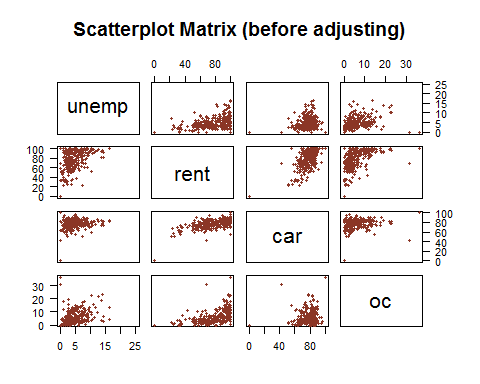 Scatterplot Matrix (before adjusting)
0 40 80 0 10 20 30
unemp
0 5 10 15 20 25
0 20 40 60 80 100
rent
car
0 20 40 60 80 100
0 10 20 30
oc
0 5 15 25 0 40 80